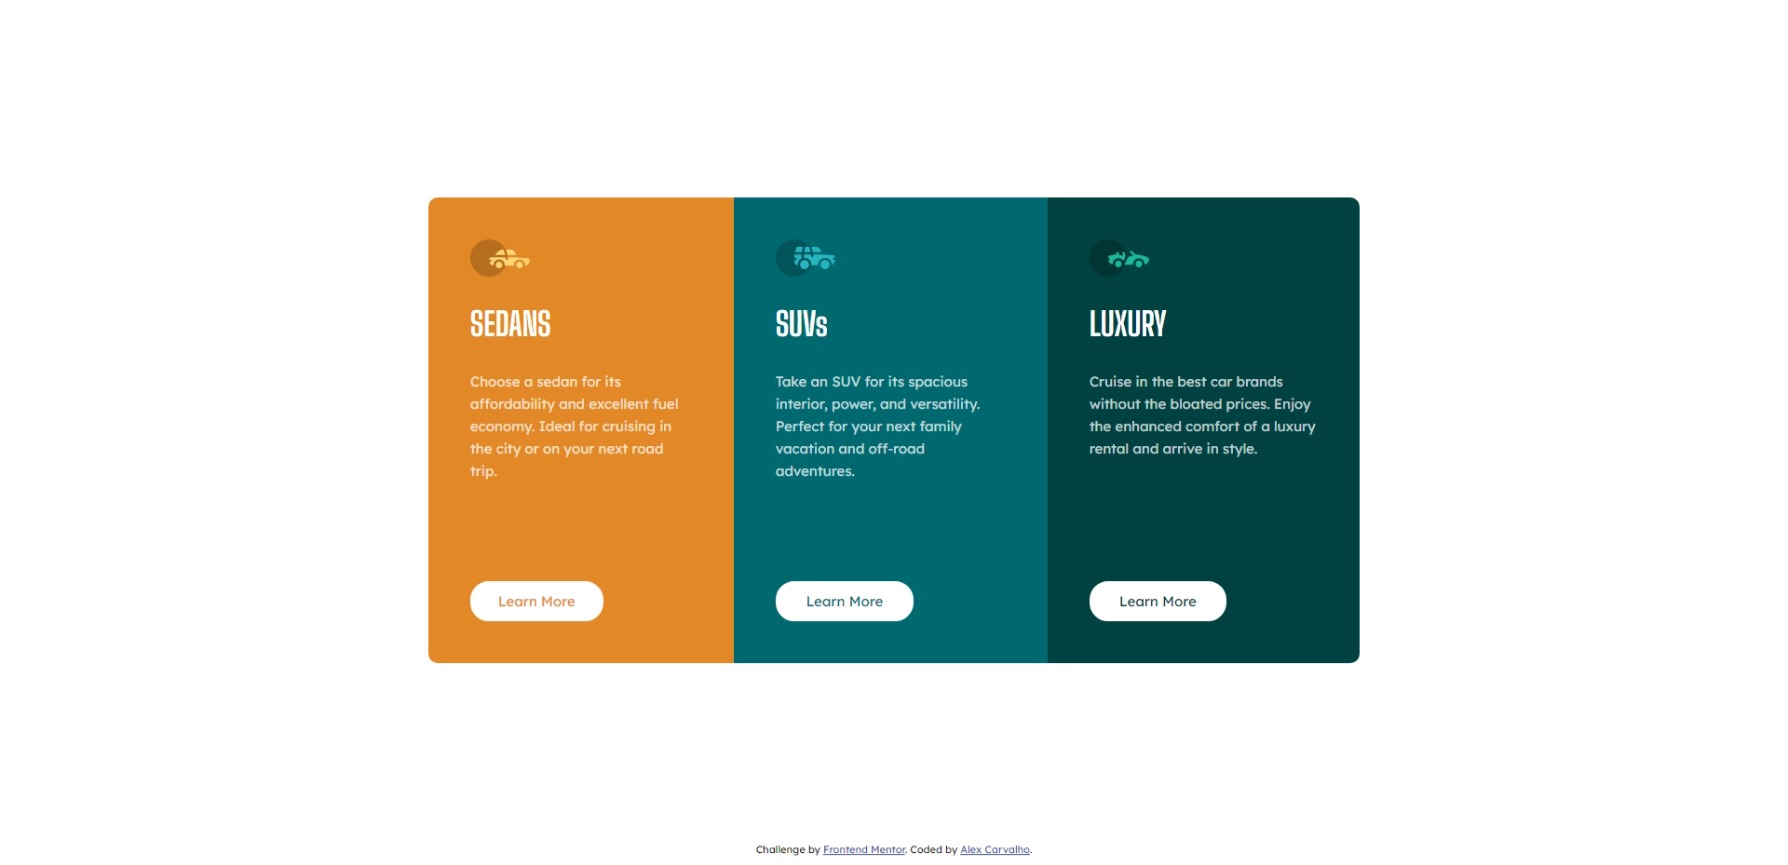 SEDANS
Choose a sedan for its
affordability and excellent fuel
economy. Ideal for cruising in
the city or on your next road
trip.
Learn More
SUVs
Take an SUV for its spacious
interior, power, and versatility.
Perfect for your next family
vacation and off-road
adventures.
Learn More
LUXURY
Cruise in the best car brands
without the bloated prices. Enjoy
the enhanced comfort of a luxury
rental and arrive in style.
Learn More
Challenge by Frontend Mentor. Coded by Alex Carvalho.